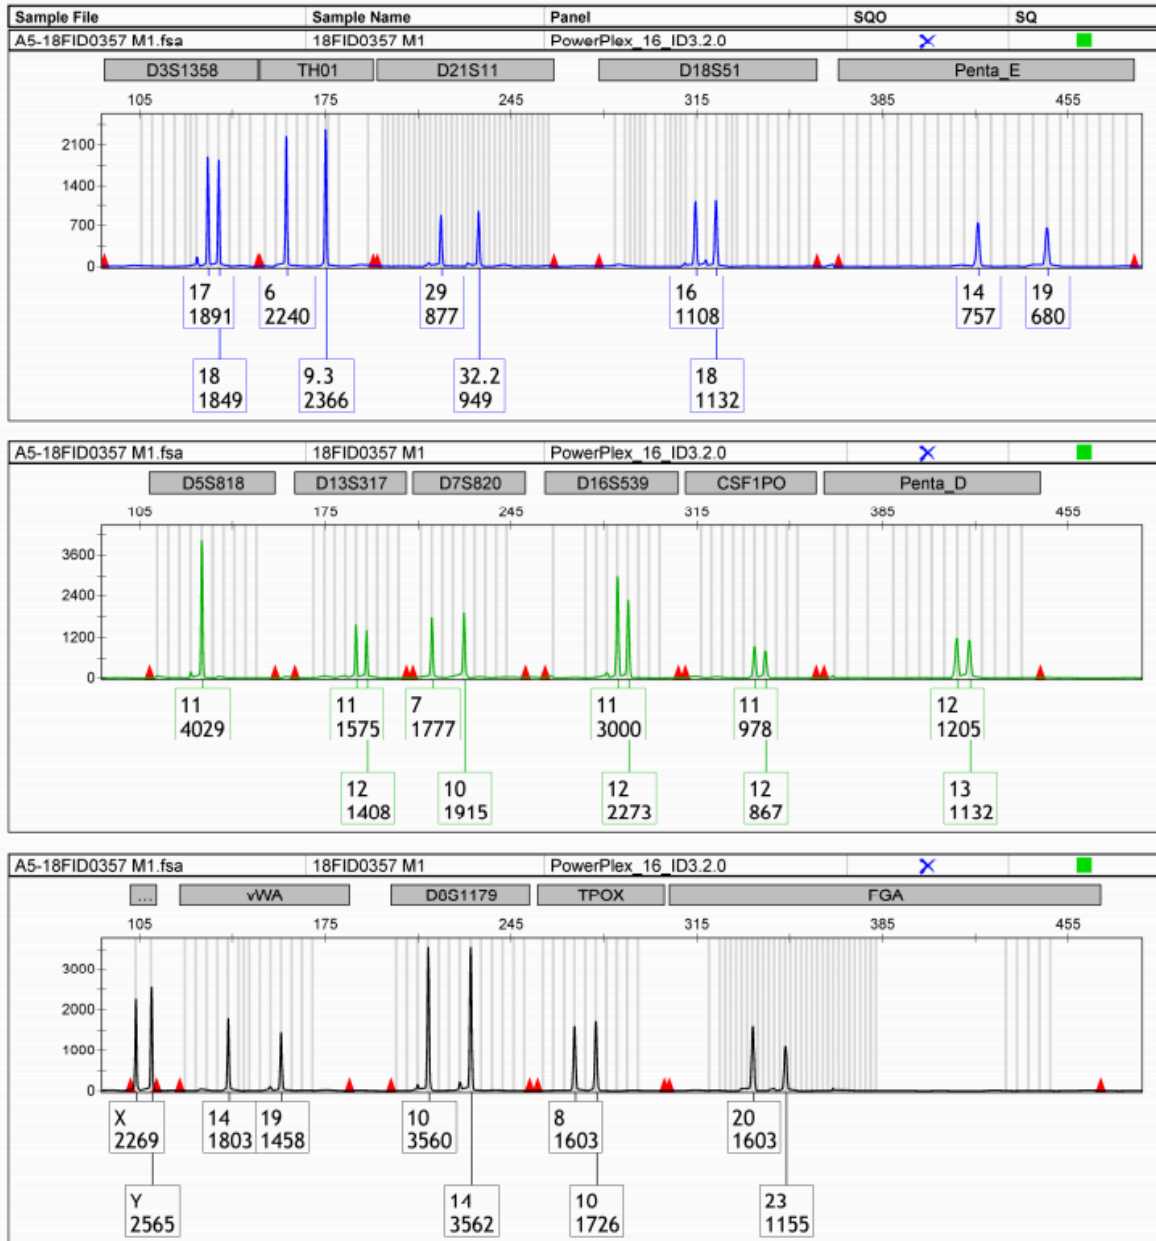 Sample File Sample Name Panel SQO SQ
A5-18FID0357 M1.fsa 18FID0357 M1 PowerPlex_16_ID3.2.0
D3S1358 TH01 D21S11 D18S51 Penta_E
105 175 245 315 385 455
2100
1400
700
0
17 6 29 16 14 19
1891 2240 877 1108 757 680
18 9.3 32.2 18
1849 2366 949 1132
A5-18FID0357 M1.fsa 18FID0357 M1 PowerPlex_16_ID3.2.0
D5S818 D13S317 D7S820 D16S539 CSF1PO Penta_D
105 175 245 315 385 455
3600
2400
1200
0
11 11 7 11 11 12
4029 1575 1777 3000 978 1205
12 10 12 12 13
1408 1915 2273 867 1132
A5-18FID0357 M1.fsa 18FID0357 M1 PowerPlex_16_ID3.2.0
... vWA D8S1179 TPOX FGA
105 175 245 315 385 455
3000
2000
1000
0
X 14 19 10 8 20
2269 1803 1458 3560 1603 1603
Y 14 10 23
2565 3562 1726 1155